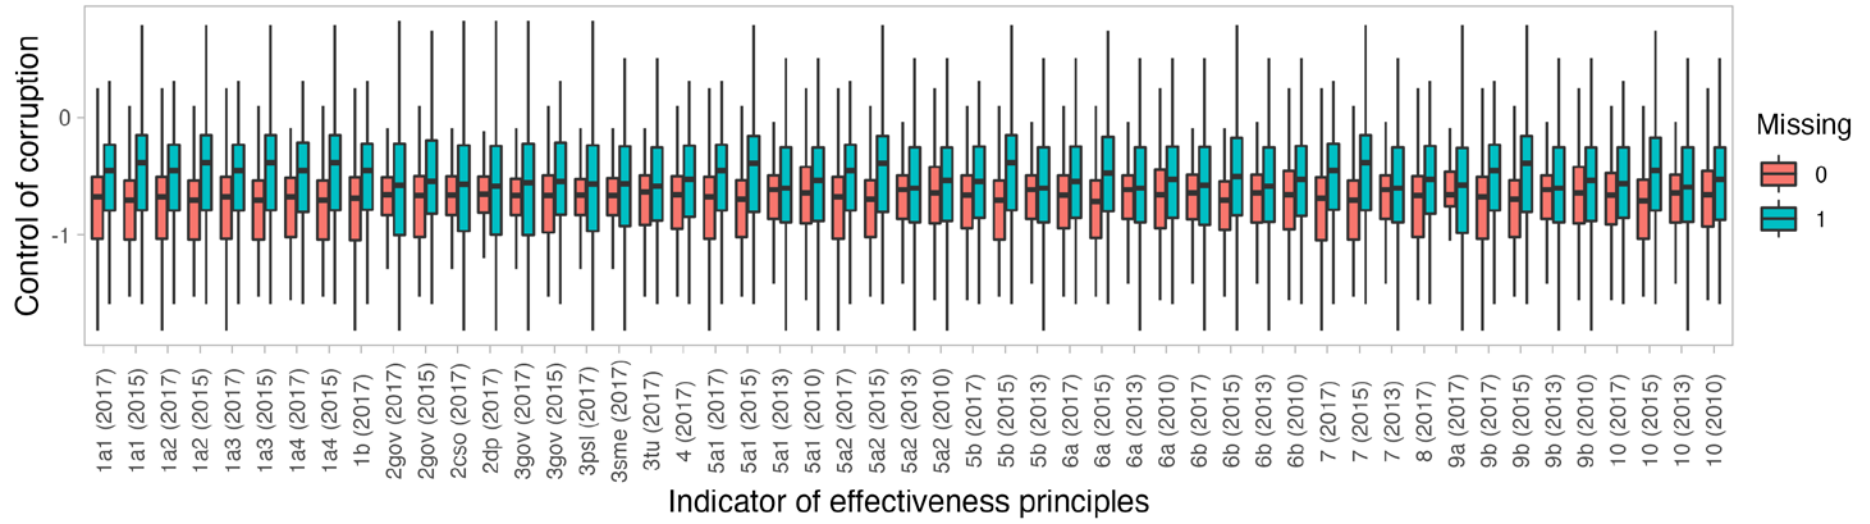 Control of corruption
0
-1
1a1 (2017)
1a1 (2015)
1a2 (2017)
1a2 (2015)
1a3 (2017)
1a3 (2015)
1a4 (2017)
1a4 (2015)
1b (2017)
2gov (2017)
2gov (2015)
2cso (2017)
2dp (2017)
3gov (2017)
3gov (2015)
3psl (2017)
3sme (2017)
3tu (2017)
4 (2017)
5a1 (2017)
5a1 (2015)
5a1 (2013)
5a1 (2010)
5a2 (2017)
5a2 (2015)
5a2 (2013)
5a2 (2010)
5b (2017)
5b (2015)
5b (2013)
6a (2017)
6a (2015)
6a (2013)
6a (2010)
6b (2017)
6b (2015)
6b (2013)
6b (2010)
7 (2017)
7 (2015)
7 (2013)
8 (2017)
9a (2017)
9b (2017)
9b (2015)
9b (2013)
9b (2010)
10 (2017)
10 (2015)
10 (2013)
10 (2010)
Indicator of effectiveness principles
Missing
0
1